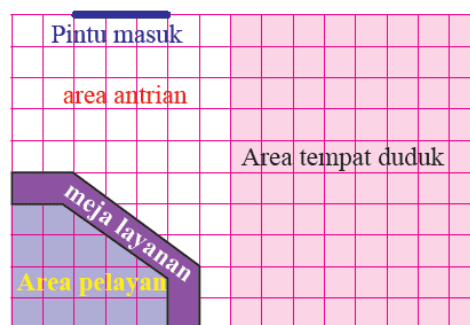 Pintu masuk
area antrian
Area tempat duduk
meja layanan
Area pelayan